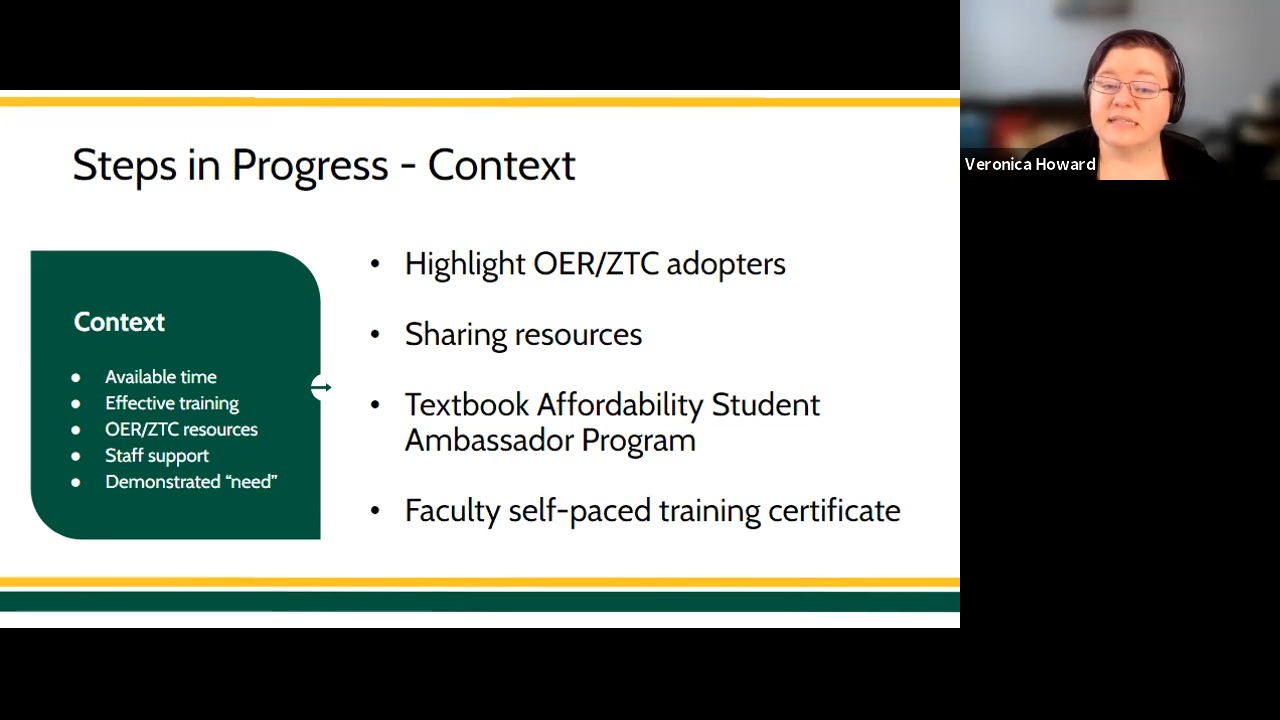 Steps in Progress - Context
Context
● Available time
● Effective training
● OER/ZTC resources
● Staff support
● Demonstrated “need”
• Highlight OER/ZTC adopters
• Sharing resources
• Textbook Affordability Student
Ambassador Program
• Faculty self-paced training certificate
Veronica Howard